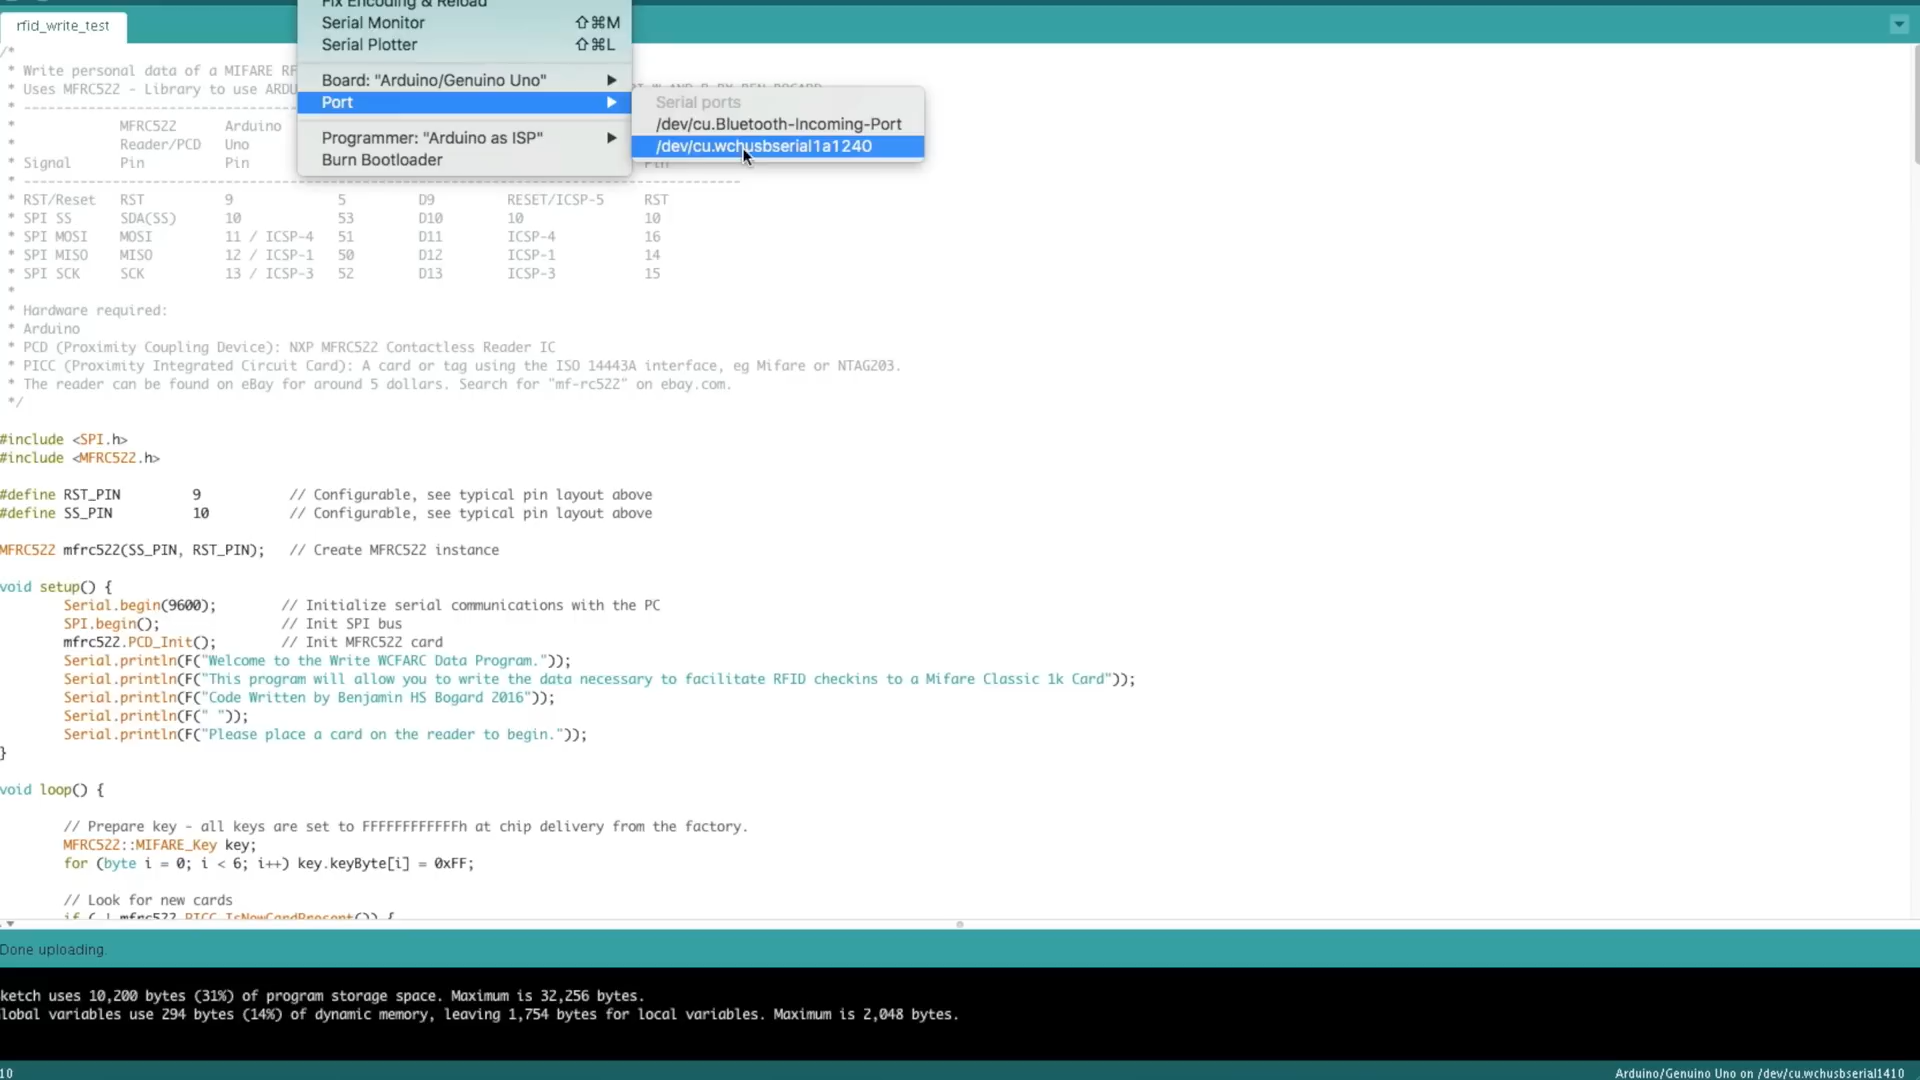 Fix Encoding & Reload
rfid_write_test
Serial Monitor ⇧⌘M
Serial Plotter ⇧⌘L
Board: "Arduino/Genuino Uno" ▶
Port ▶
Programmer: "Arduino as ISP" ▶
Burn Bootloader
Serial ports
/dev/cu.Bluetooth-Incoming-Port
/dev/cu.wchusbserial1a1240
/*
* Write personal data of a MIFARE RF
* Uses MFRC522 - Library to use ARDU
* ---------------------------------
* MFRC522 Arduino
* Reader/PCD Uno
* Signal Pin Pin
* -----------------------------------------------------------------------------------------
* RST/Reset RST 9 5 D9 RESET/ICSP-5 RST
* SPI SS SDA(SS) 10 53 D10 10 10
* SPI MOSI MOSI 11 / ICSP-4 51 D11 ICSP-4 16
* SPI MISO MISO 12 / ICSP-1 50 D12 ICSP-1 14
* SPI SCK SCK 13 / ICSP-3 52 D13 ICSP-3 15
*
* Hardware required:
* Arduino
* PCD (Proximity Coupling Device): NXP MFRC522 Contactless Reader IC
* PICC (Proximity Integrated Circuit Card): A card or tag using the ISO 14443A interface, eg Mifare or NTAG203.
* The reader can be found on eBay for around 5 dollars. Search for "mf-rc522" on ebay.com.
*/
#include <SPI.h>
#include <MFRC522.h>
#define RST_PIN 9 // Configurable, see typical pin layout above
#define SS_PIN 10 // Configurable, see typical pin layout above
MFRC522 mfrc522(SS_PIN, RST_PIN); // Create MFRC522 instance
void setup() {
Serial.begin(9600); // Initialize serial communications with the PC
SPI.begin(); // Init SPI bus
mfrc522.PCD_Init(); // Init MFRC522 card
Serial.println(F("Welcome to the Write WCFARC Data Program."));
Serial.println(F("This program will allow you to write the data necessary to facilitate RFID checkins to a Mifare Classic 1k Card"));
Serial.println(F("Code Written by Benjamin HS Bogard 2016"));
Serial.println(F(" "));
Serial.println(F("Please place a card on the reader to begin."));
}
void loop() {
// Prepare key - all keys are set to FFFFFFFFFFFFh at chip delivery from the factory.
MFRC522::MIFARE_Key key;
for (byte i = 0; i < 6; i++) key.keyByte[i] = 0xFF;
// Look for new cards
if ( ! mfrc522.PICC_IsNewCardPresent()) {
Done uploading.
ketch uses 10,200 bytes (31%) of program storage space. Maximum is 32,256 bytes.
lobal variables use 294 bytes (14%) of dynamic memory, leaving 1,754 bytes for local variables. Maximum is 2,048 bytes.
10
Arduino/Genuino Uno on /dev/cu.wchusbserial1410